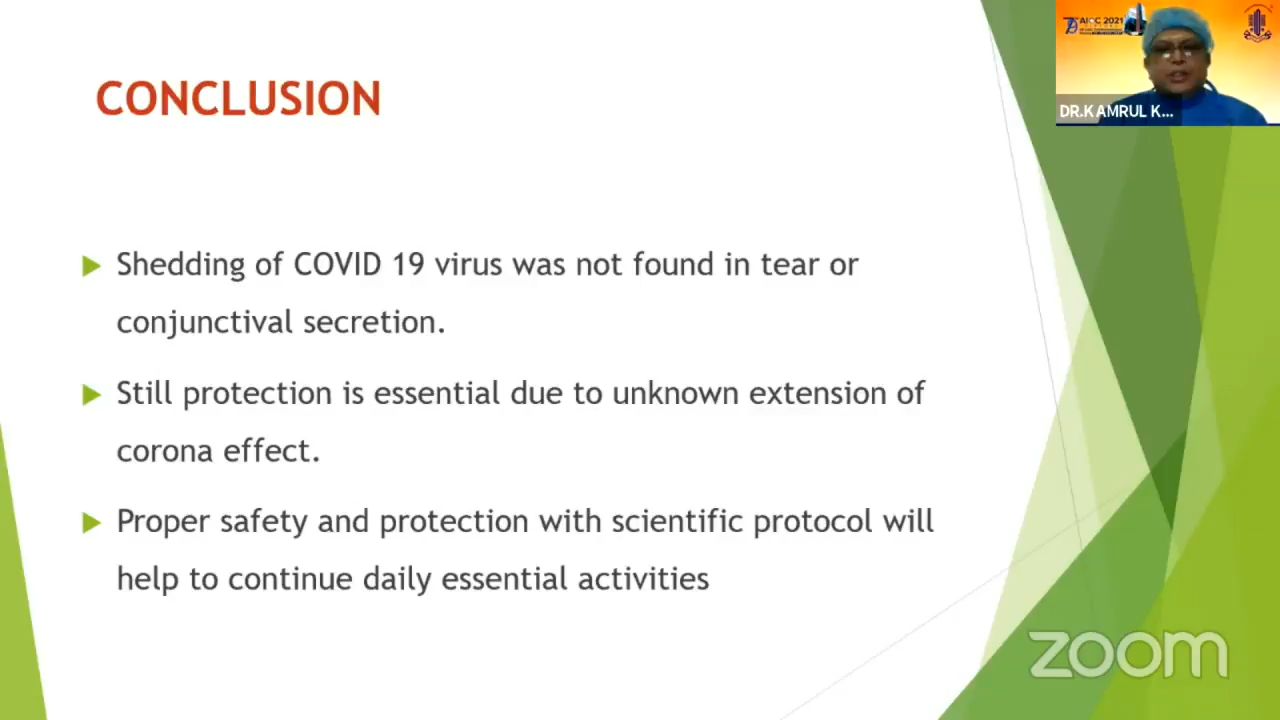 CONCLUSION
Shedding of COVID 19 virus was not found in tear or
conjunctival secretion.
Still protection is essential due to unknown extension of
corona effect.
Proper safety and protection with scientific protocol will
help to continue daily essential activities
AIOC 2021
DR.KAMRUL K...
zoom